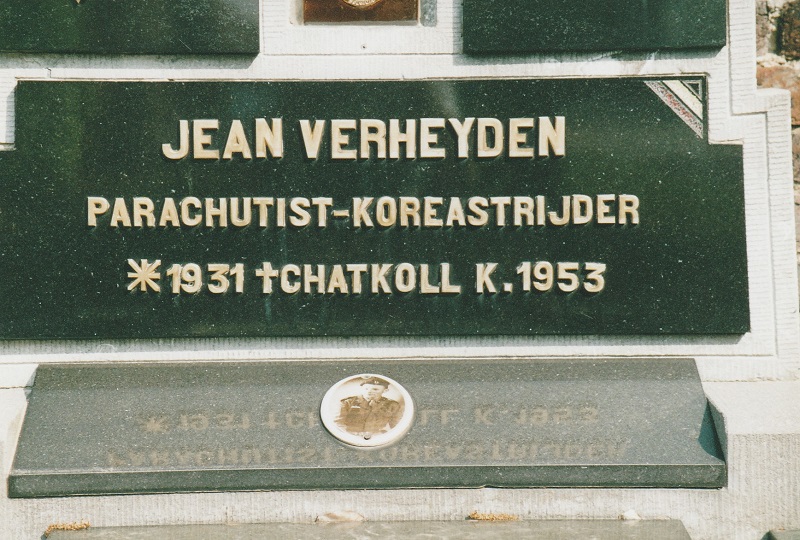 JEAN VERHEYDEN
PARACHUTIST-KOREASTRIJDER
*1931 †CHATKOLL K.1953